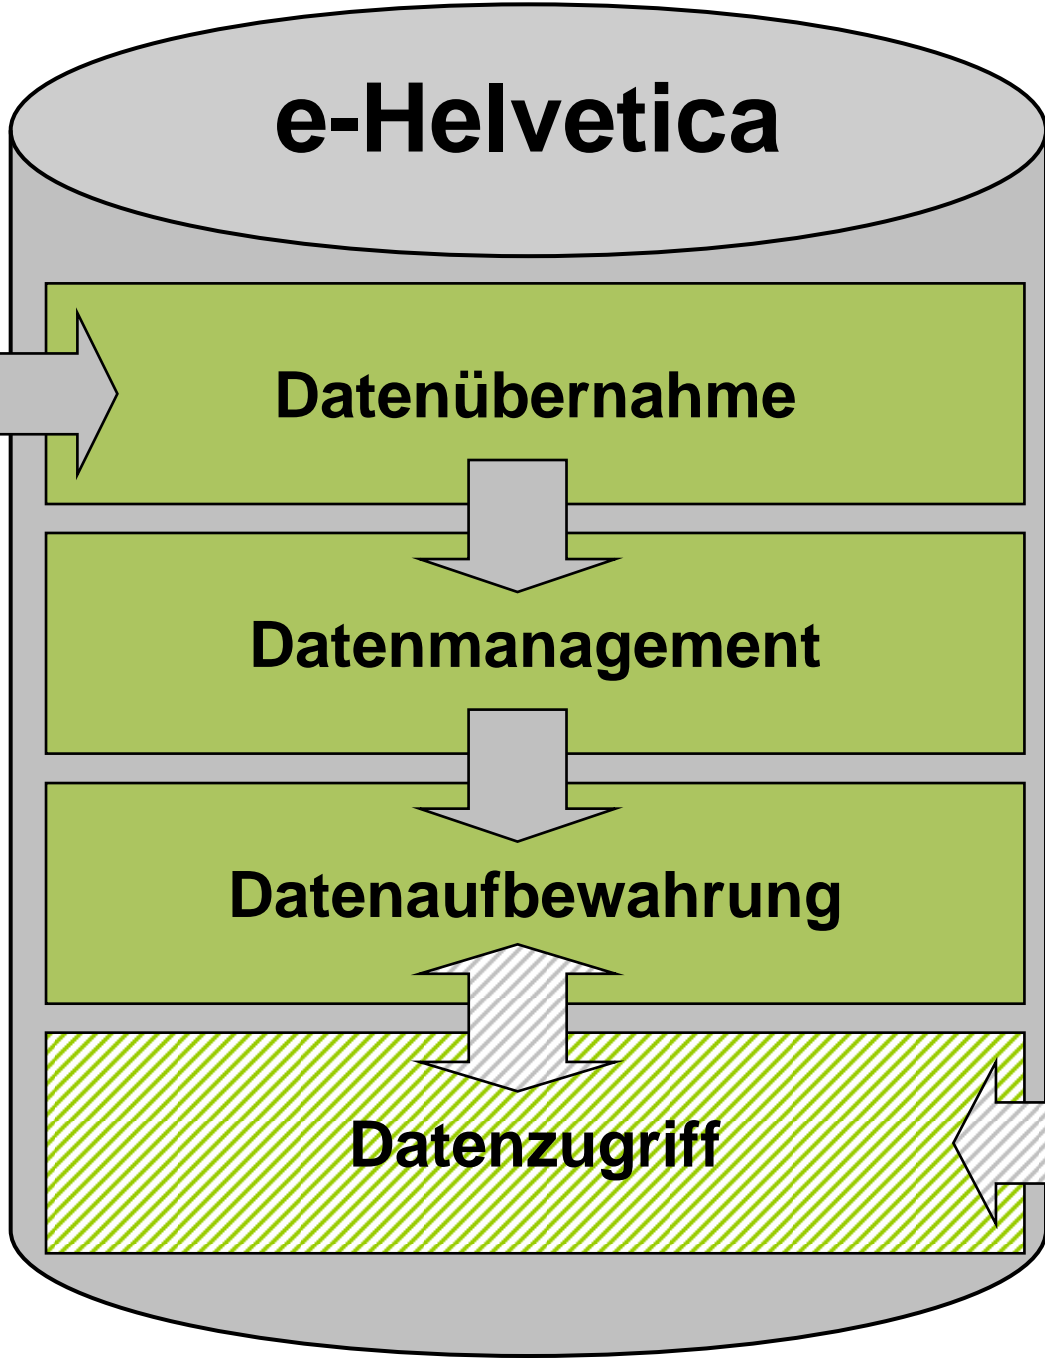 e-Helvetica
Datenübernahme
Datenmanagement
Datenaufbewahrung
Datenzugriff